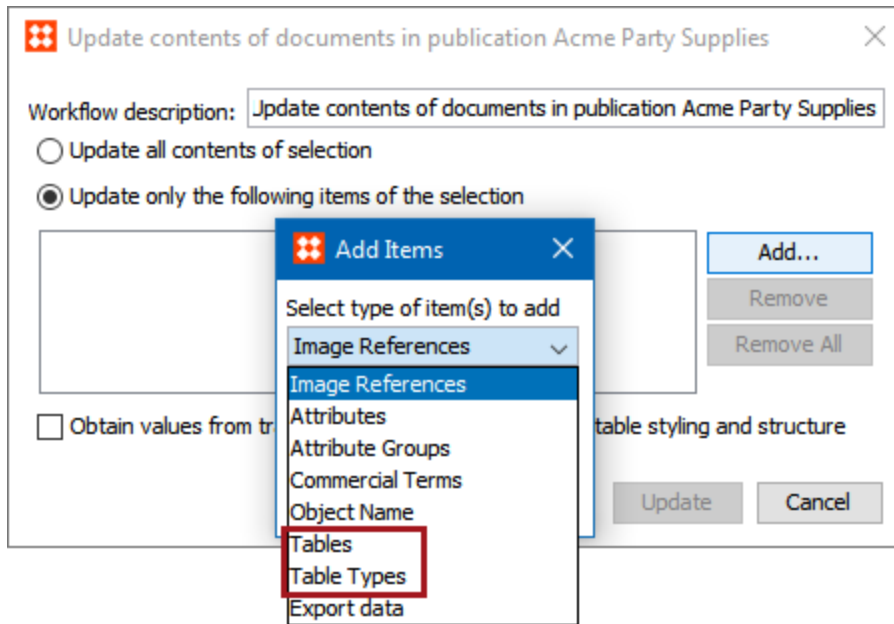 Update contents of documents in publication Acme Party Supplies
Workflow description: Update contents of documents in publication Acme Party Supplies
Update all contents of selection
Update only the following items of the selection
Add...
Remove
Remove All
Add Items
Select type of item(s) to add
Image References
Image References
Attributes
Attribute Groups
Commercial Terms
Object Name
Tables
Table Types
Export data
Obtain values from table styling and structure
Update
Cancel